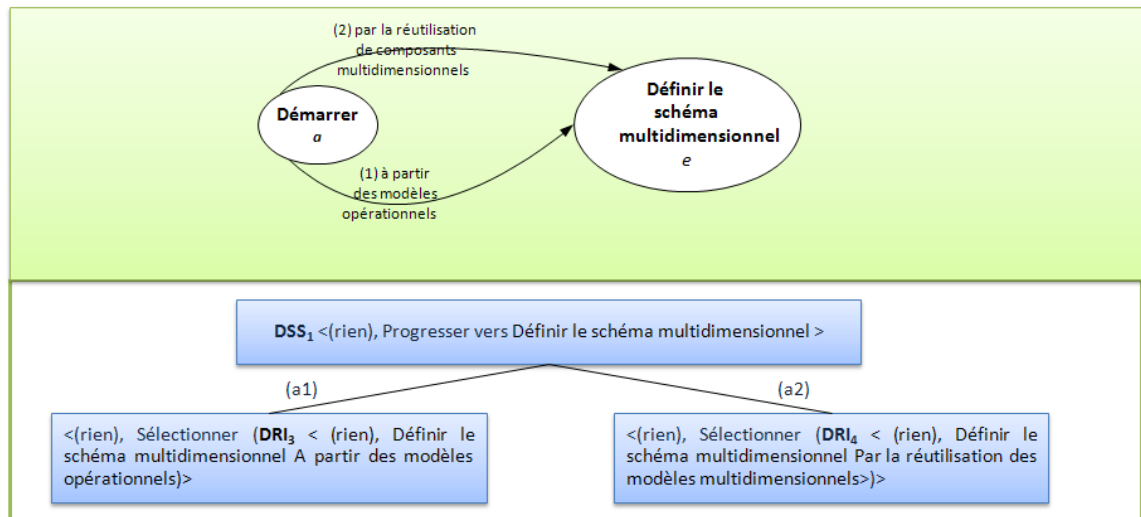 (2) par la réutilisation
de composants
multidimensionnels
Démarrer
a
Définir le
schéma
multidimensionnel
e
(1) à partir
des modèles
opérationnels
DSS1 <(rien), Progresser vers Définir le schéma multidimensionnel >
(a1)
(a2)
<(rien), Sélectionner (DRI3 < (rien), Définir le
schéma multidimensionnel A partir des modèles
opérationnels)>
<(rien), Sélectionner (DRI4 < (rien), Définir le
schéma multidimensionnel Par la réutilisation des
modèles multidimensionnels>)>